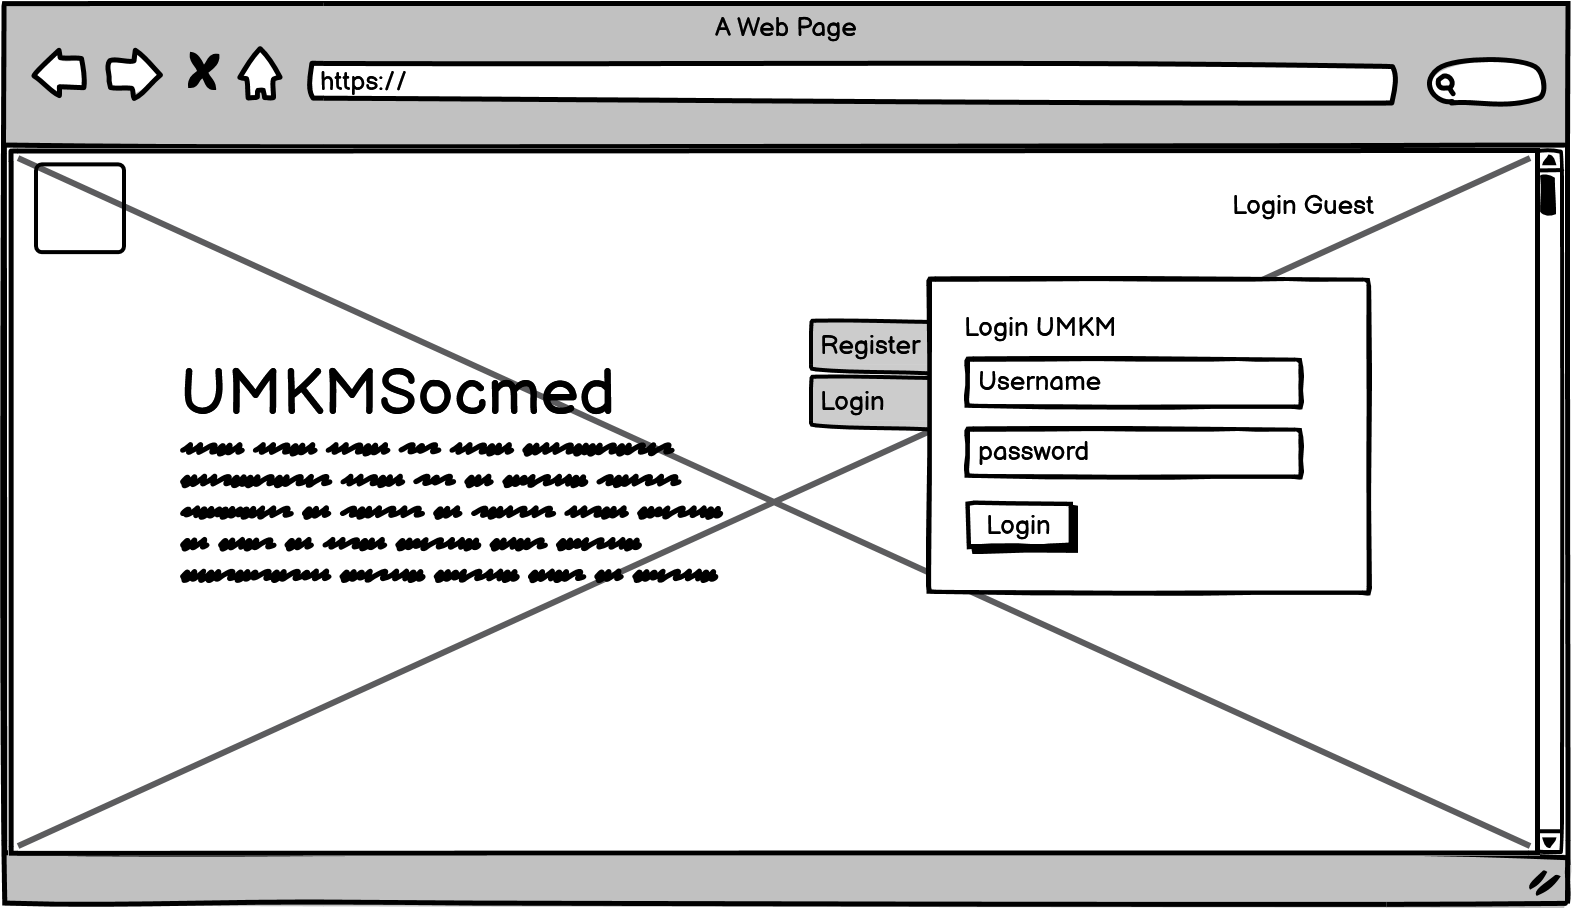 A Web Page
https://
Login Guest
Register
Login
Login UMKM
Username
password
Login
UMKMSocmed